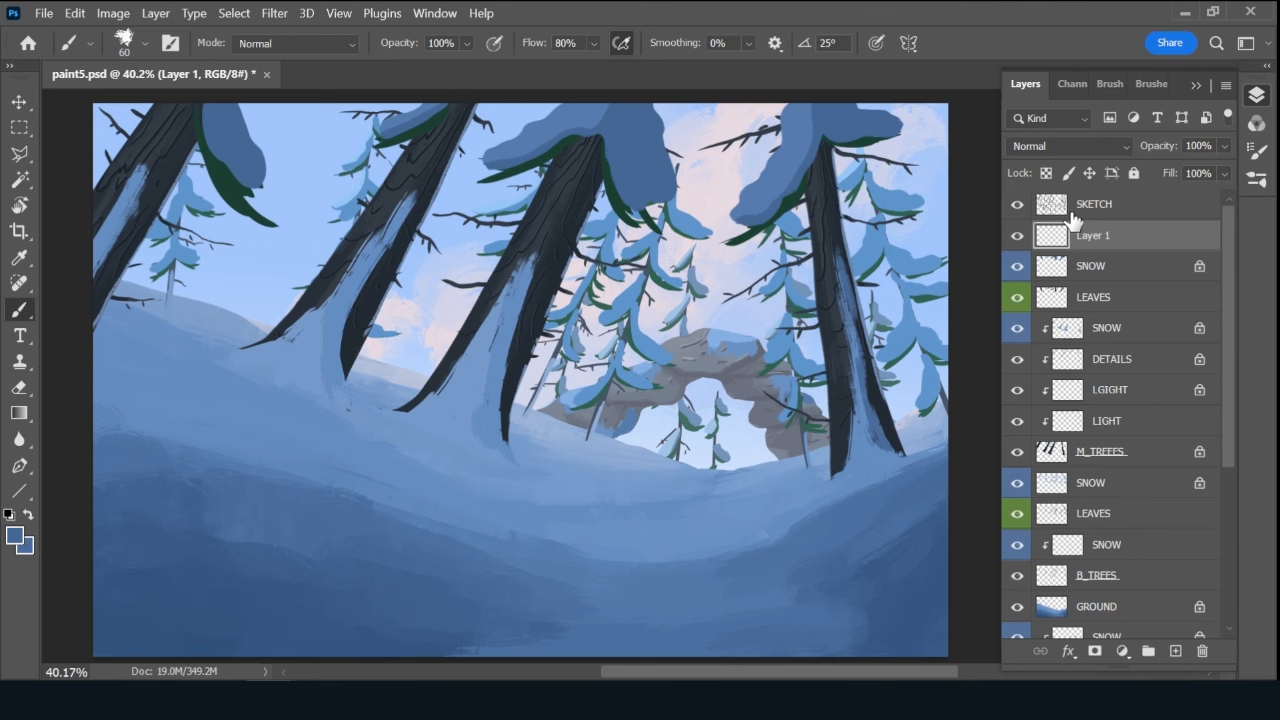 Ps File Edit Image Layer Type Select Filter 3D View Plugins Window Help
60 Mode: Normal Opacity: 100% Flow: 80% Smoothing: 0% 25° Share
paint5.psd @ 40.2% (Layer 1, RGB/8#) * ×
Layers Chann Brush Brushe
Kind
Normal Opacity: 100%
Lock: Fill: 100%
SKETCH
Layer 1
SNOW
LEAVES
SNOW
DETAILS
LGIGHT
LIGHT
M_TREEES
SNOW
LEAVES
SNOW
B_TREES
GROUND
SNOW
fx
40.17% Doc: 19.0M/349.2M